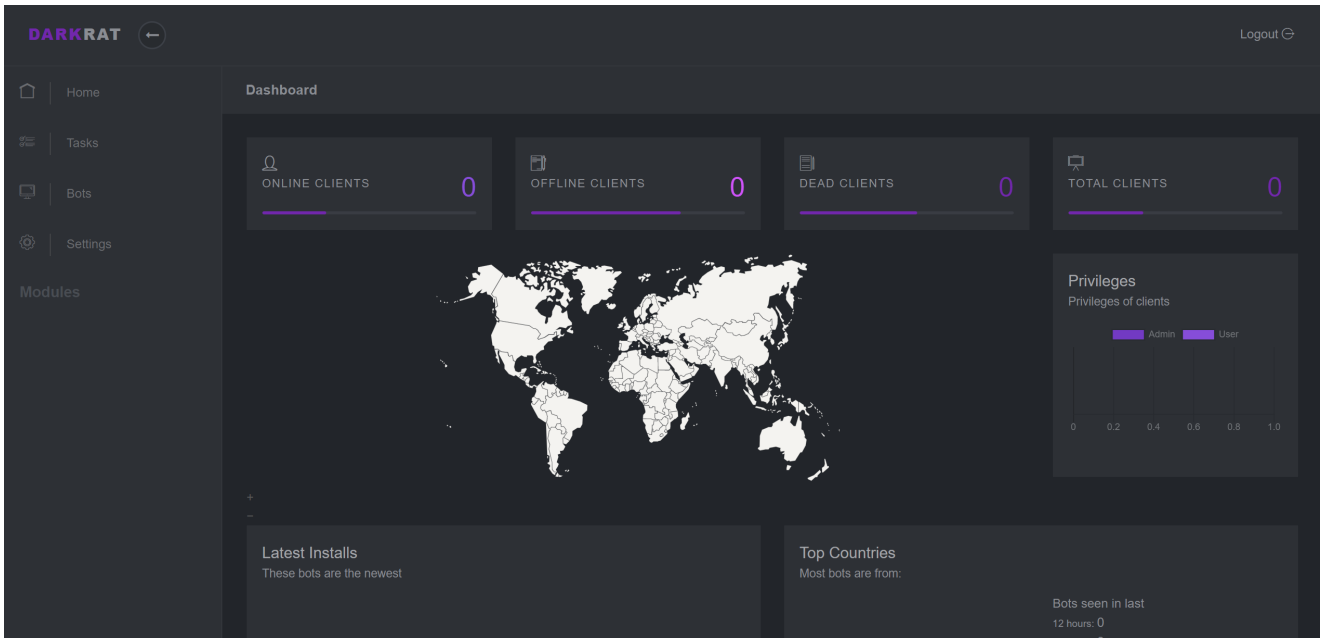 DARKRAT
Logout
Home
Tasks
Bots
Settings
Modules
Dashboard
ONLINE CLIENTS 0
OFFLINE CLIENTS 0
DEAD CLIENTS 0
TOTAL CLIENTS 0
Privileges
Privileges of clients
Admin User
0 0.2 0.4 0.6 0.8 1.0
+
−
Latest Installs
These bots are the newest
Top Countries
Most bots are from:
Bots seen in last
12 hours: 0